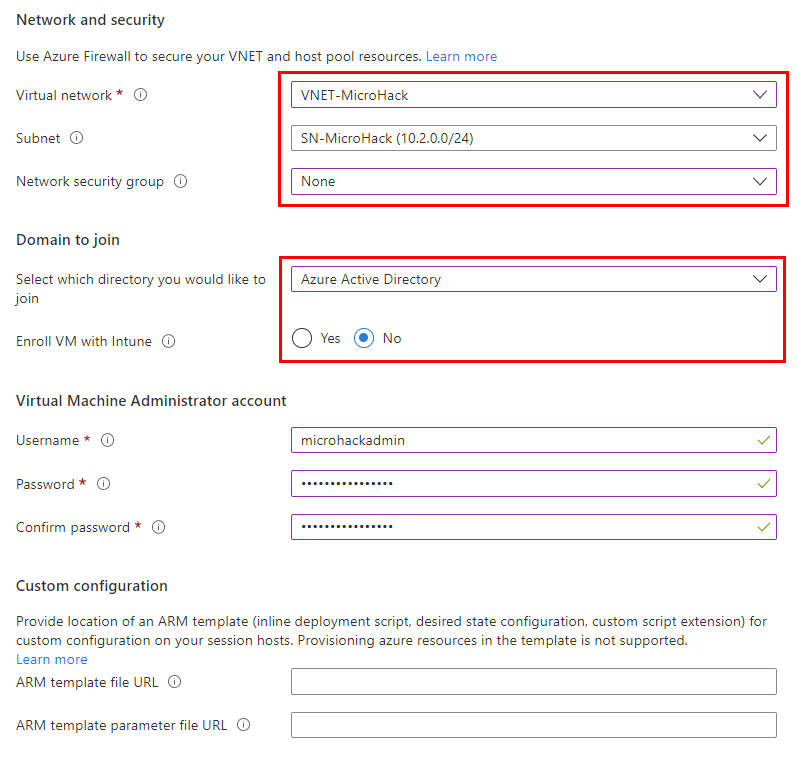 Network and security
Use Azure Firewall to secure your VNET and host pool resources. Learn more
Virtual network *
VNET-MicroHack
Subnet
SN-MicroHack (10.2.0.0/24)
Network security group
None
Domain to join
Select which directory you would like to
join
Azure Active Directory
Enroll VM with Intune
Yes
No
Virtual Machine Administrator account
Username *
microhackadmin
Password *
••••••••••••••••
Confirm password *
••••••••••••••••
Custom configuration
Provide location of an ARM template (inline deployment script, desired state configuration, custom script extension) for
custom configuration on your session hosts. Provisioning azure resources in the template is not supported.
Learn more
ARM template file URL
ARM template parameter file URL